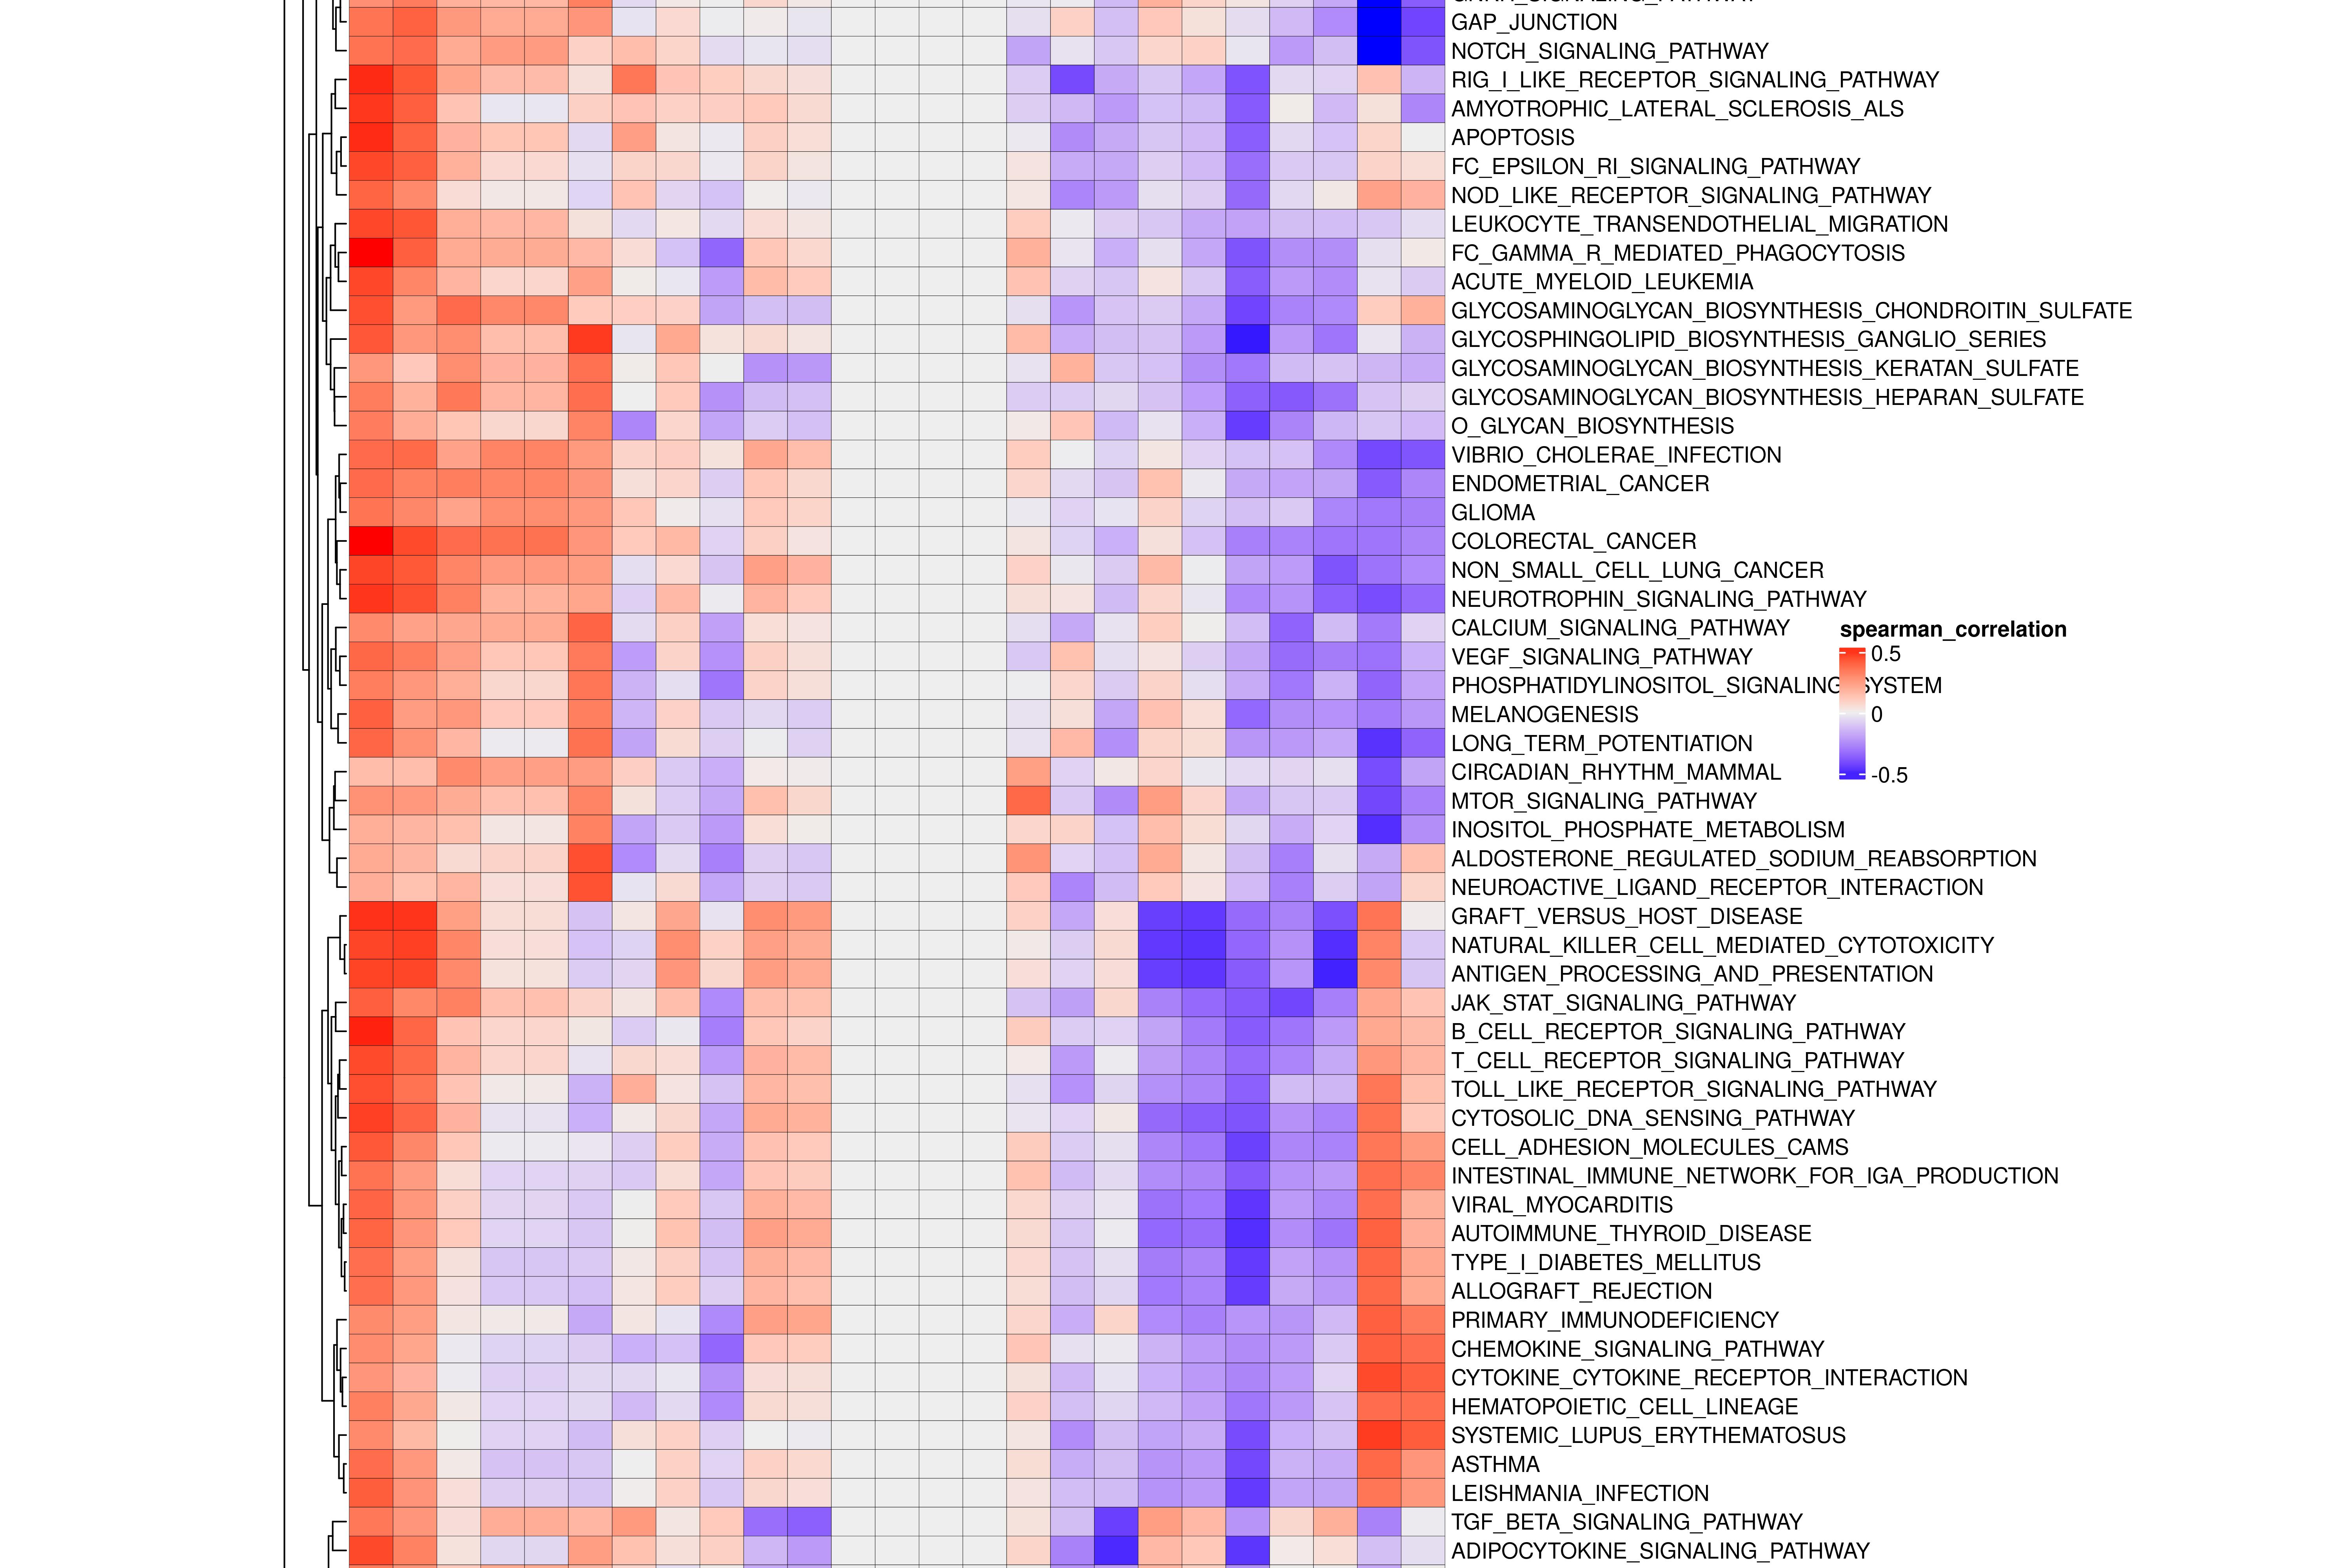 GAP_JUNCTION
NOTCH_SIGNALING_PATHWAY
RIG_I_LIKE_RECEPTOR_SIGNALING_PATHWAY
AMYOTROPHIC_LATERAL_SCLEROSIS_ALS
APOPTOSIS
FC_EPSILON_RI_SIGNALING_PATHWAY
NOD_LIKE_RECEPTOR_SIGNALING_PATHWAY
LEUKOCYTE_TRANSENDOTHELIAL_MIGRATION
FC_GAMMA_R_MEDIATED_PHAGOCYTOSIS
ACUTE_MYELOID_LEUKEMIA
GLYCOSAMINOGLYCAN_BIOSYNTHESIS_CHONDROITIN_SULFATE
GLYCOSPHINGOLIPID_BIOSYNTHESIS_GANGLIO_SERIES
GLYCOSAMINOGLYCAN_BIOSYNTHESIS_KERATAN_SULFATE
GLYCOSAMINOGLYCAN_BIOSYNTHESIS_HEPARAN_SULFATE
O_GLYCAN_BIOSYNTHESIS
VIBRIO_CHOLERAE_INFECTION
ENDOMETRIAL_CANCER
GLIOMA
COLORECTAL_CANCER
NON_SMALL_CELL_LUNG_CANCER
NEUROTROPHIN_SIGNALING_PATHWAY
CALCIUM_SIGNALING_PATHWAY
VEGF_SIGNALING_PATHWAY
PHOSPHATIDYLINOSITOL_SIGNALING SYSTEM
MELANOGENESIS
LONG_TERM_POTENTIATION
CIRCADIAN_RHYTHM_MAMMAL
MTOR_SIGNALING_PATHWAY
INOSITOL_PHOSPHATE_METABOLISM
ALDOSTERONE_REGULATED_SODIUM_REABSORPTION
NEUROACTIVE_LIGAND_RECEPTOR_INTERACTION
GRAFT_VERSUS_HOST_DISEASE
NATURAL_KILLER_CELL_MEDIATED_CYTOTOXICITY
ANTIGEN_PROCESSING_AND_PRESENTATION
JAK_STAT_SIGNALING_PATHWAY
B_CELL_RECEPTOR_SIGNALING_PATHWAY
T_CELL_RECEPTOR_SIGNALING_PATHWAY
TOLL_LIKE_RECEPTOR_SIGNALING_PATHWAY
CYTOSOLIC_DNA_SENSING_PATHWAY
CELL_ADHESION_MOLECULES_CAMS
INTESTINAL_IMMUNE_NETWORK_FOR_IGA_PRODUCTION
VIRAL_MYOCARDITIS
AUTOIMMUNE_THYROID_DISEASE
TYPE_I_DIABETES_MELLITUS
ALLOGRAFT_REJECTION
PRIMARY_IMMUNODEFICIENCY
CHEMOKINE_SIGNALING_PATHWAY
CYTOKINE_CYTOKINE_RECEPTOR_INTERACTION
HEMATOPOIETIC_CELL_LINEAGE
SYSTEMIC_LUPUS_ERYTHEMATOSUS
ASTHMA
LEISHMANIA_INFECTION
TGF_BETA_SIGNALING_PATHWAY
ADIPOCYTOKINE_SIGNALING_PATHWAY
spearman_correlation
0.5
0
-0.5